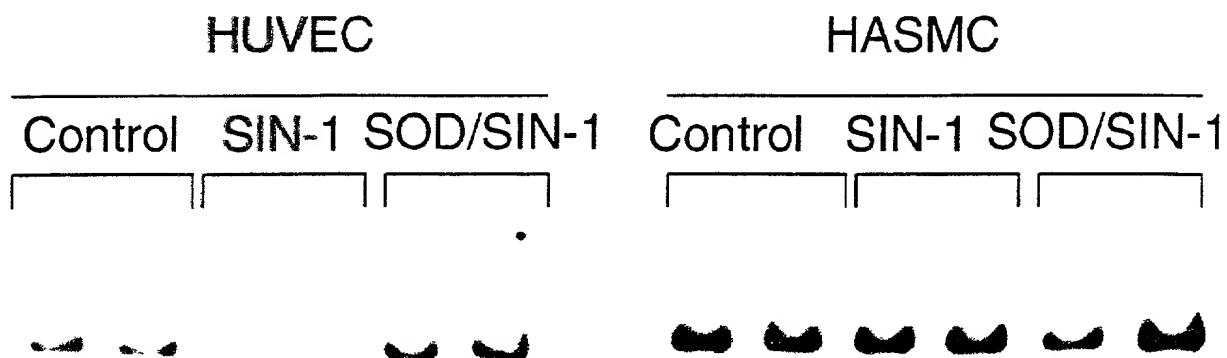 HUVEC HASMC
Control SIN-1 SOD/SIN-1 Control SIN-1 SOD/SIN-1